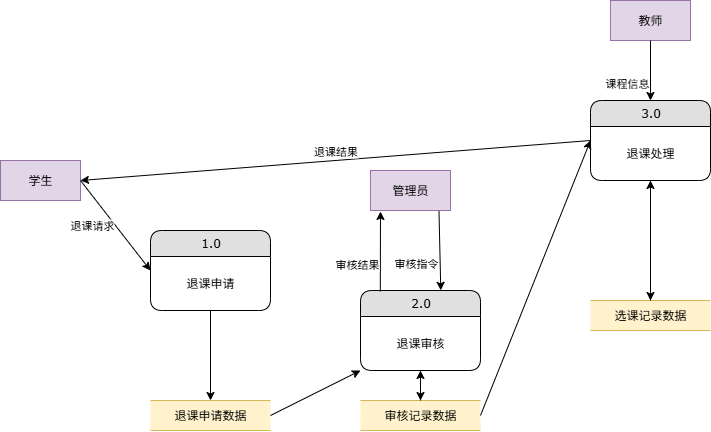 教师
课程信息
3.0
退课处理
退课结果
学生
管理员
退课请求
1.0
退课申请
审核结果
审核指令
2.0
退课审核
选课记录数据
退课申请数据
审核记录数据